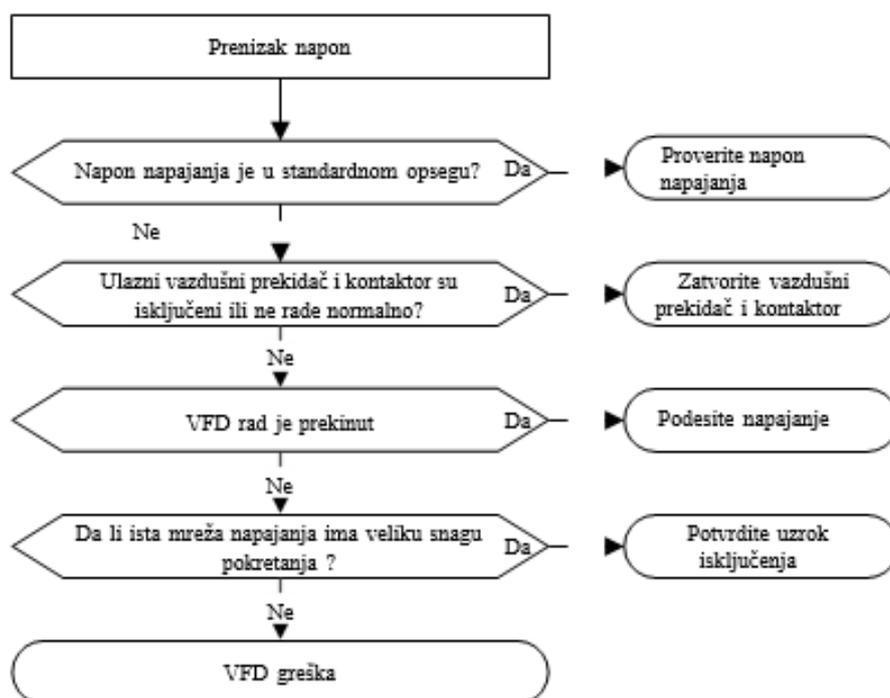 Prenizak napon
Napon napajanja je u standardnom opsegu?
Da
Proverite napon
napajanja
Ne
Ulazni vazdušni prekidač i kontaktor su
isključeni ili ne rade normalno?
Da
Zatvorite vazdušni
prekidač i kontaktor
Ne
VFD rad je prekinut
Da
Podesite napajanje
Ne
Da li ista mreža napajanja ima veliku snagu
pokretanja ?
Da
Potvrdite uzrok
isključenja
Ne
VFD greška